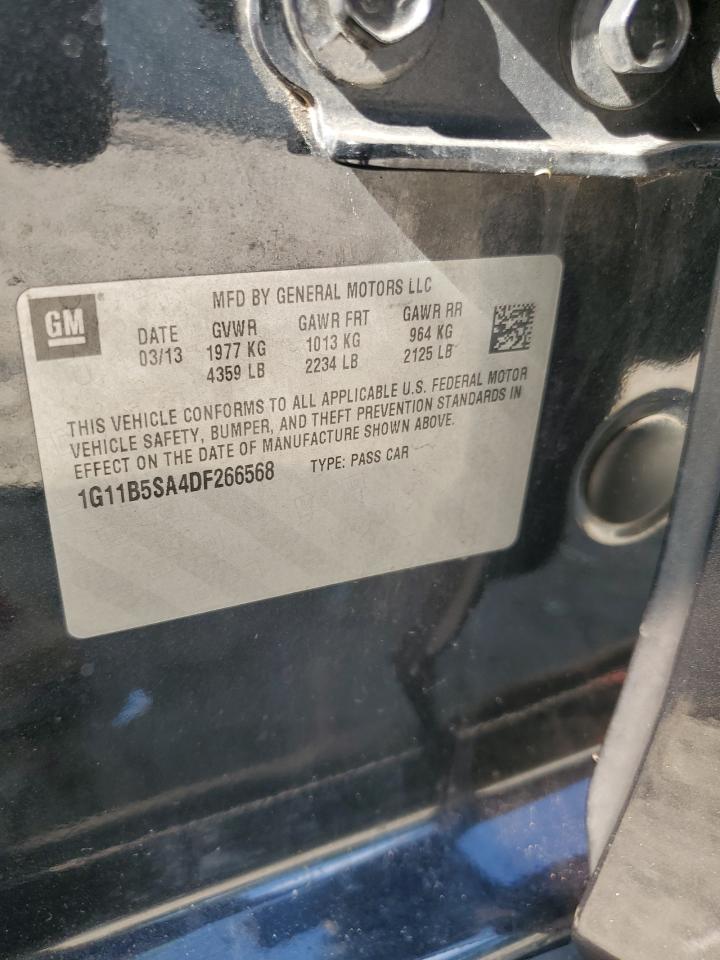 GM
MFD BY GENERAL MOTORS LLC
DATE GVWR GAWR FRT GAWR RR
03/13 1977 KG 1013 KG 964 KG
4359 LB 2234 LB 2125 LB
THIS VEHICLE CONFORMS TO ALL APPLICABLE U.S. FEDERAL MOTOR
VEHICLE SAFETY, BUMPER, AND THEFT PREVENTION STANDARDS IN
EFFECT ON THE DATE OF MANUFACTURE SHOWN ABOVE.
1G11B5SA4DF266568 TYPE: PASS CAR